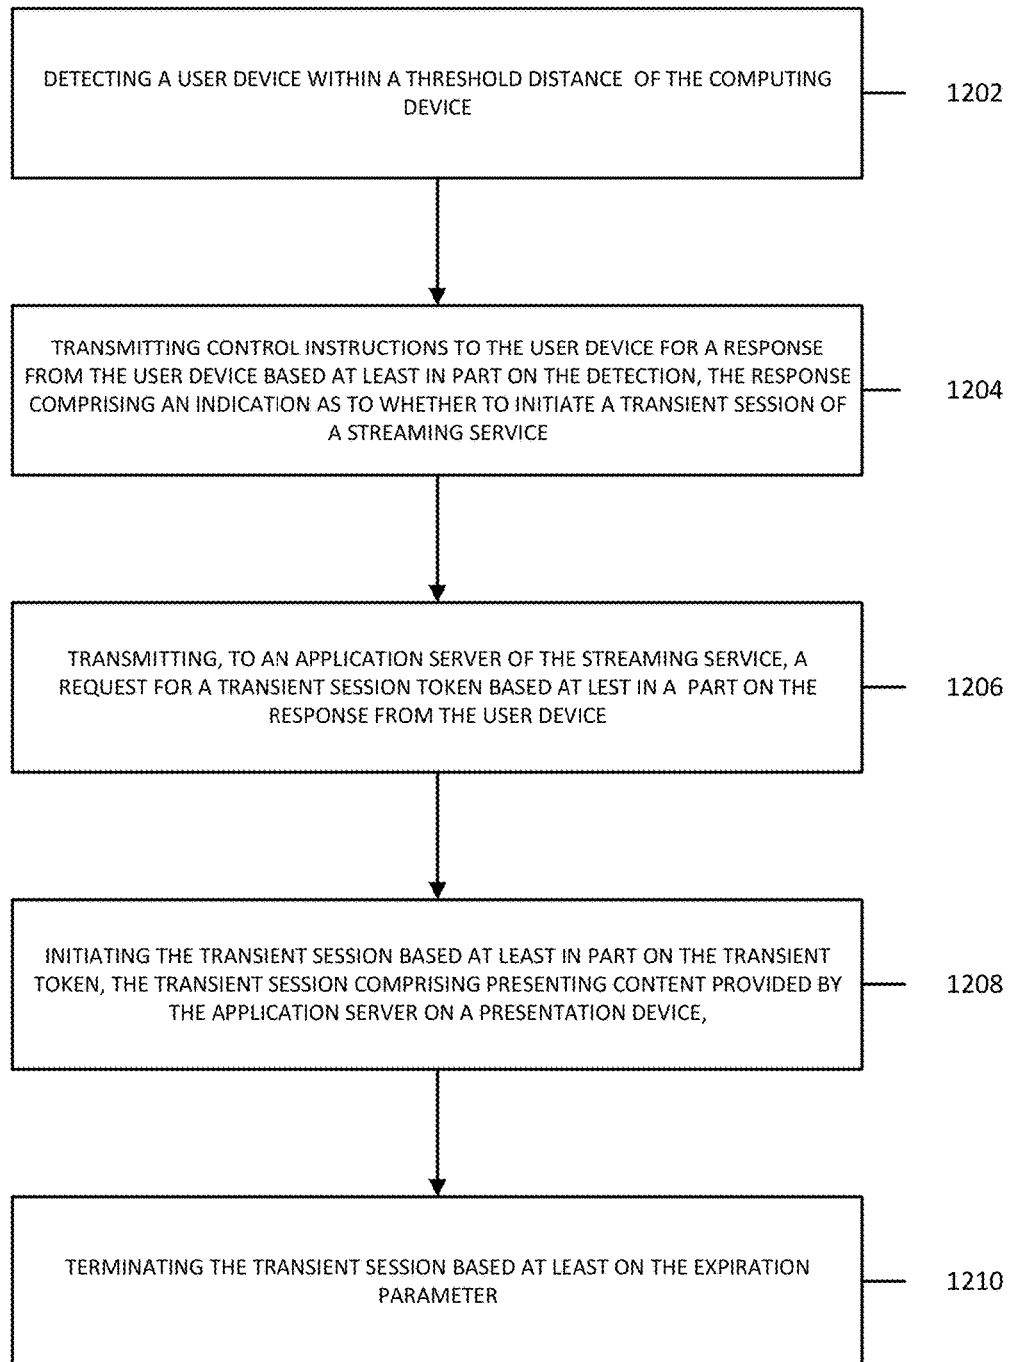 DETECTING A USER DEVICE WITHIN A THRESHOLD DISTANCE OF THE COMPUTING
DEVICE
1202
TRANSMITTING CONTROL INSTRUCTIONS TO THE USER DEVICE FOR A RESPONSE
FROM THE USER DEVICE BASED AT LEAST IN PART ON THE DETECTION, THE RESPONSE
COMPRISING AN INDICATION AS TO WHETHER TO INITIATE A TRANSIENT SESSION OF
A STREAMING SERVICE
1204
TRANSMITTING, TO AN APPLICATION SERVER OF THE STREAMING SERVICE, A
REQUEST FOR A TRANSIENT SESSION TOKEN BASED AT LEST IN A PART ON THE
RESPONSE FROM THE USER DEVICE
1206
INITIATING THE TRANSIENT SESSION BASED AT LEAST IN PART ON THE TRANSIENT
TOKEN, THE TRANSIENT SESSION COMPRISING PRESENTING CONTENT PROVIDED BY
THE APPLICATION SERVER ON A PRESENTATION DEVICE,
1208
TERMINATING THE TRANSIENT SESSION BASED AT LEAST ON THE EXPIRATION
PARAMETER
1210